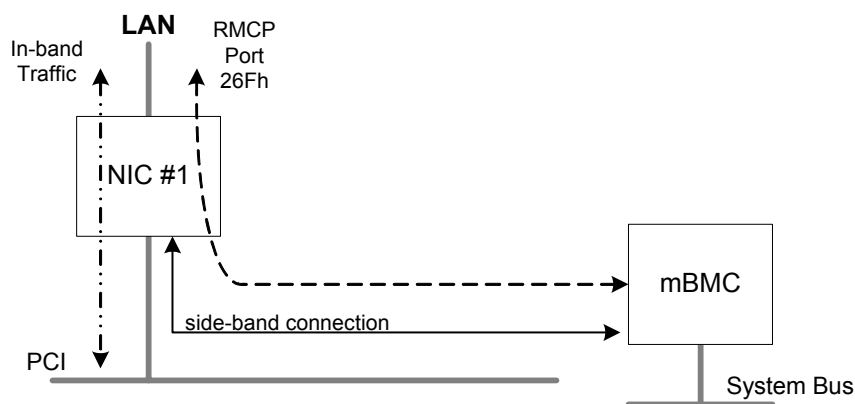 LAN
In-band
Traffic
RMCP
Port
26Fh
NIC #1
mBMC
side-band connection
PCI
System Bus